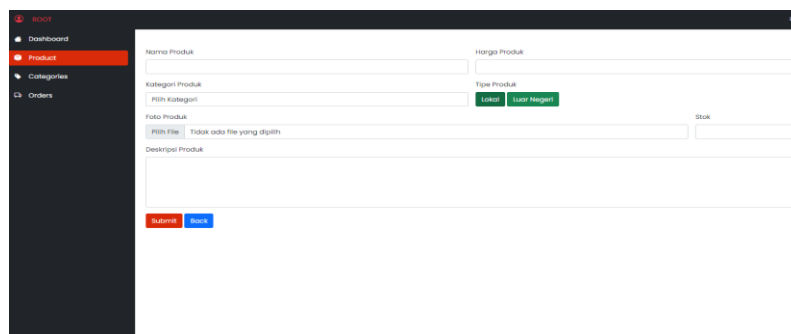 ROOT
Dashboard
Product
Categories
Orders
Nama Produk
Harga Produk
Kategori Produk
Pilih Kategori
Tipe Produk
Lokal
Luar Negeri
Foto Produk
Pilih File Tidak ada file yang dipilih
Stok
Deskripsi Produk
Submit Back